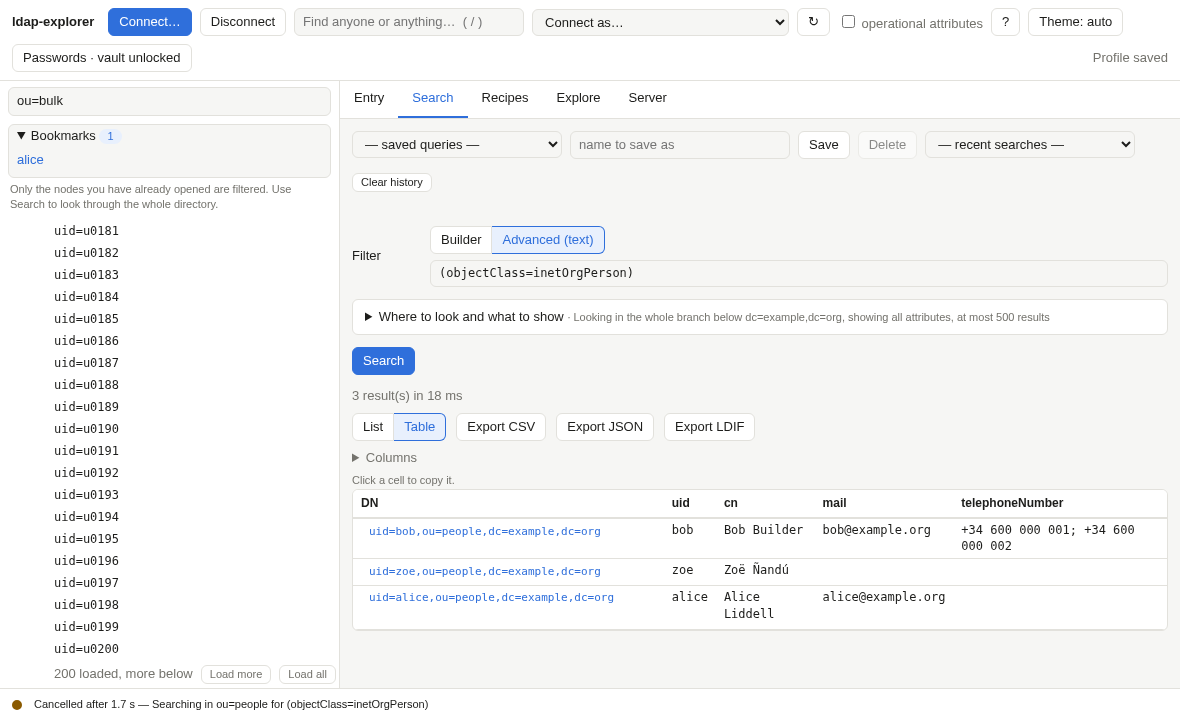 ldap-explorer Connect… Disconnect Find anyone or anything… ( / ) Connect as… ↻ operational attributes ? Theme: auto
Passwords · vault unlocked Profile saved
ou=bulk
▼ Bookmarks 1
alice
Only the nodes you have already opened are filtered. Use
Search to look through the whole directory.
uid=u0181
uid=u0182
uid=u0183
uid=u0184
uid=u0185
uid=u0186
uid=u0187
uid=u0188
uid=u0189
uid=u0190
uid=u0191
uid=u0192
uid=u0193
uid=u0194
uid=u0195
uid=u0196
uid=u0197
uid=u0198
uid=u0199
uid=u0200
200 loaded, more below Load more Load all
Entry Search Recipes Explore Server
— saved queries — name to save as Save Delete — recent searches —
Clear history
Builder Advanced (text)
Filter
(objectClass=inetOrgPerson)
▶ Where to look and what to show · Looking in the whole branch below dc=example,dc=org, showing all attributes, at most 500 results
Search
3 result(s) in 18 ms
List Table Export CSV Export JSON Export LDIF
▶ Columns
Click a cell to copy it.
DN uid cn mail telephoneNumber
uid=bob,ou=people,dc=example,dc=org bob Bob Builder bob@example.org +34 600 000 001; +34 600
000 002
uid=zoe,ou=people,dc=example,dc=org zoe Zoë Ñandú
uid=alice,ou=people,dc=example,dc=org alice Alice alice@example.org
Liddell
Cancelled after 1.7 s — Searching in ou=people for (objectClass=inetOrgPerson)